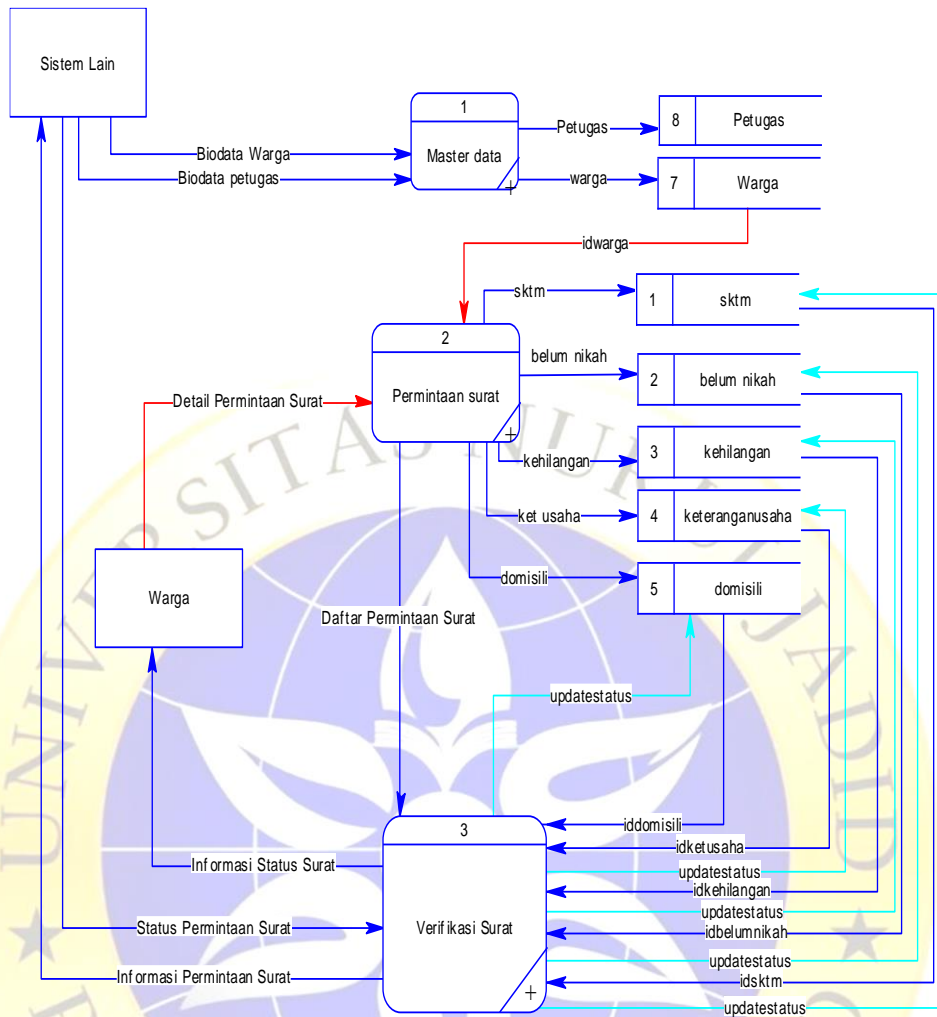 Sistem Lain
1
Master data
+
Biodata Warga
Biodata petugas
Petugas
8 Petugas
warga
7 Warga
idwarga
sktm
1 sktm
2
Permintaan surat
+
belum nikah
2 belum nikah
Detail Permintaan Surat
kehilangan
3 kehilangan
ket usaha
4 keteranganusaha
domisili
5 domisili
Warga
Daftar Permintaan Surat
updatestatus
3
Verifikasi Surat
+
iddomisili
idketusaha
Informasi Status Surat
updatestatus
idkehilangan
updatestatus
Status Permintaan Surat
idbelumnikah
updatestatus
Informasi Permintaan Surat
idsktm
updatestatus